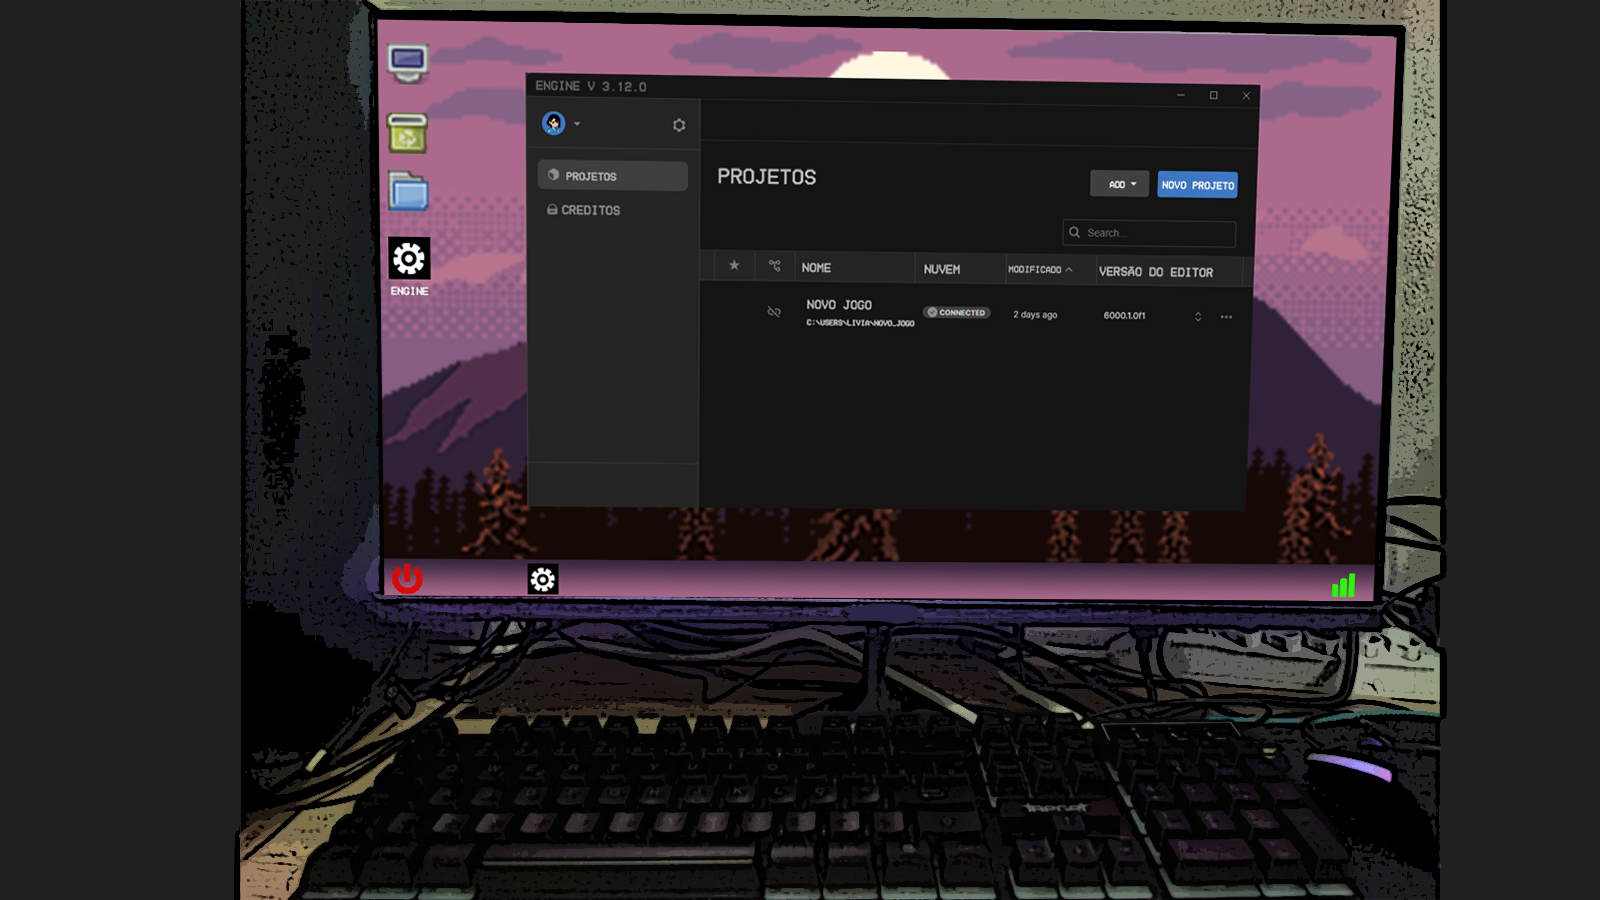 ENGINE V 3.12.0
PROJETOS
CREDITOS
PROJETOS
ADD
NOVO PROJETO
Search...
NOME
NUVEM
MODIFICADO
VERSÃO DO EDITOR
NOVO JOGO
CONNECTED
2 days ago
6000.1.0f1
C:\USERS\LIVIA\NOVO_JOGO
ENGINE